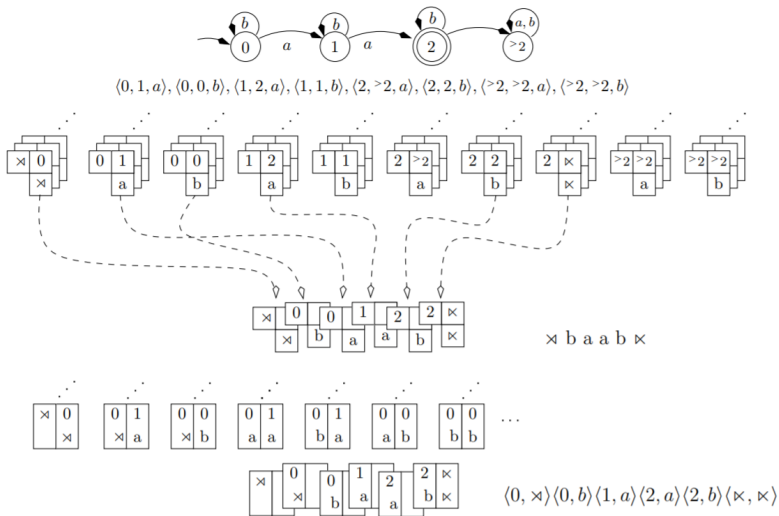 b b b a, b
0 a 1 a 2 >2
⟨0, 1, a⟩, ⟨0, 0, b⟩, ⟨1, 2, a⟩, ⟨1, 1, b⟩, ⟨2, >2, a⟩, ⟨2, 2, b⟩, ⟨>2, >2, a⟩, ⟨>2, >2, b⟩
⋊ 0 0 1 0 0 1 2 1 1 2 >2 2 2 2 ⋉ >2 >2 >2 >2
⋊ a b a b a b ⋉ a b
⋊ 0 0 1 2 2 ⋉
⋊ b a a b ⋉
⋊ b a a b ⋉
⋊ 0 0 1 0 0 0 1 0 1 0 0 0 0
⋊ ⋊ a ⋊ b a a b a a b b b ...
⋊ 0 0 1 2 2 ⋉
⋊ b a a b ⋉
⟨0, ⋊⟩⟨0, b⟩⟨1, a⟩⟨2, a⟩⟨2, b⟩⟨⋉, ⋉⟩